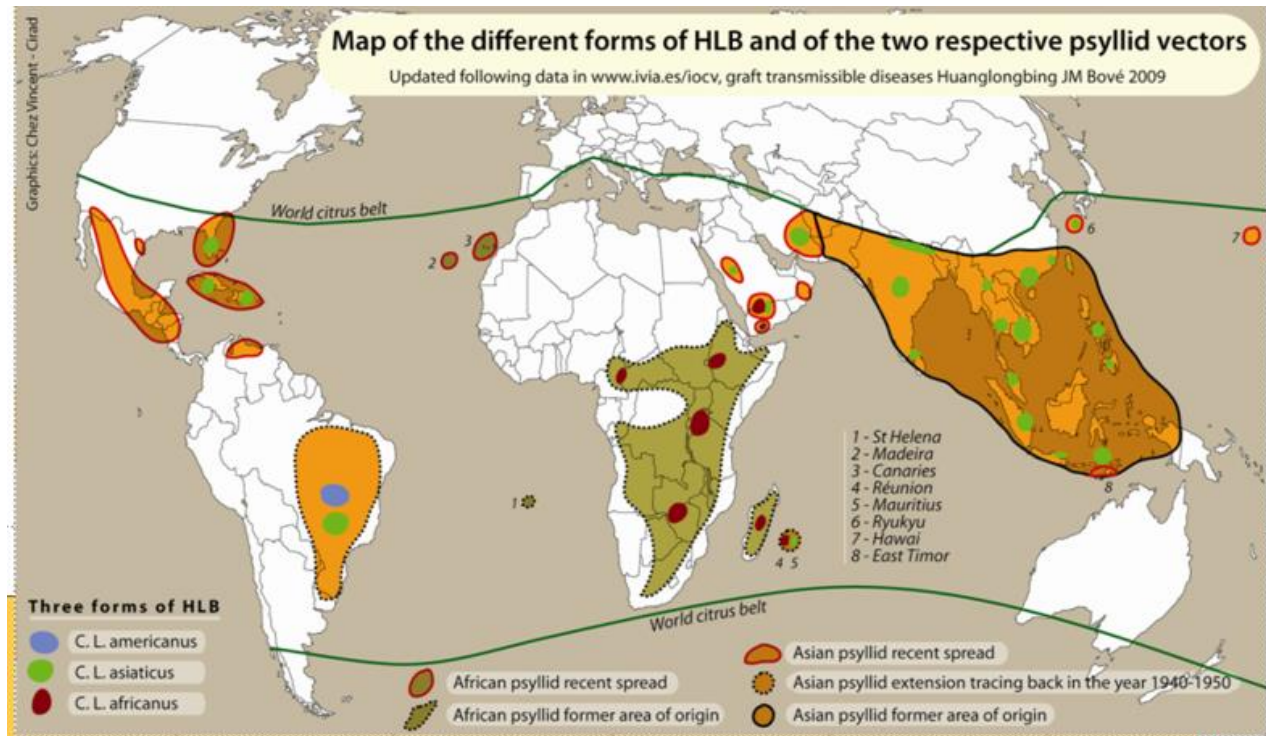 Map of the different forms of HLB and of the two respective psyllid vectors
Updated following data in www.ivia.es/iocv, graft transmissible diseases Huanglongbing JM Bové 2009
Graphics: Chez Vincent - Cirad
World citrus belt
1
2
3
6
7
1
4 5
8
1 - St Helena
2 - Madeira
3 - Canaries
4 - Réunion
5 - Mauritius
6 - Ryukyu
7 - Hawai
8 - East Timor
World citrus belt
Three forms of HLB
C. L. americanus
C. L. asiaticus
C. L. africanus
African psyllid recent spread
African psyllid former area of origin
Asian psyllid recent spread
Asian psyllid extension tracing back in the year 1940-1950
Asian psyllid former area of origin